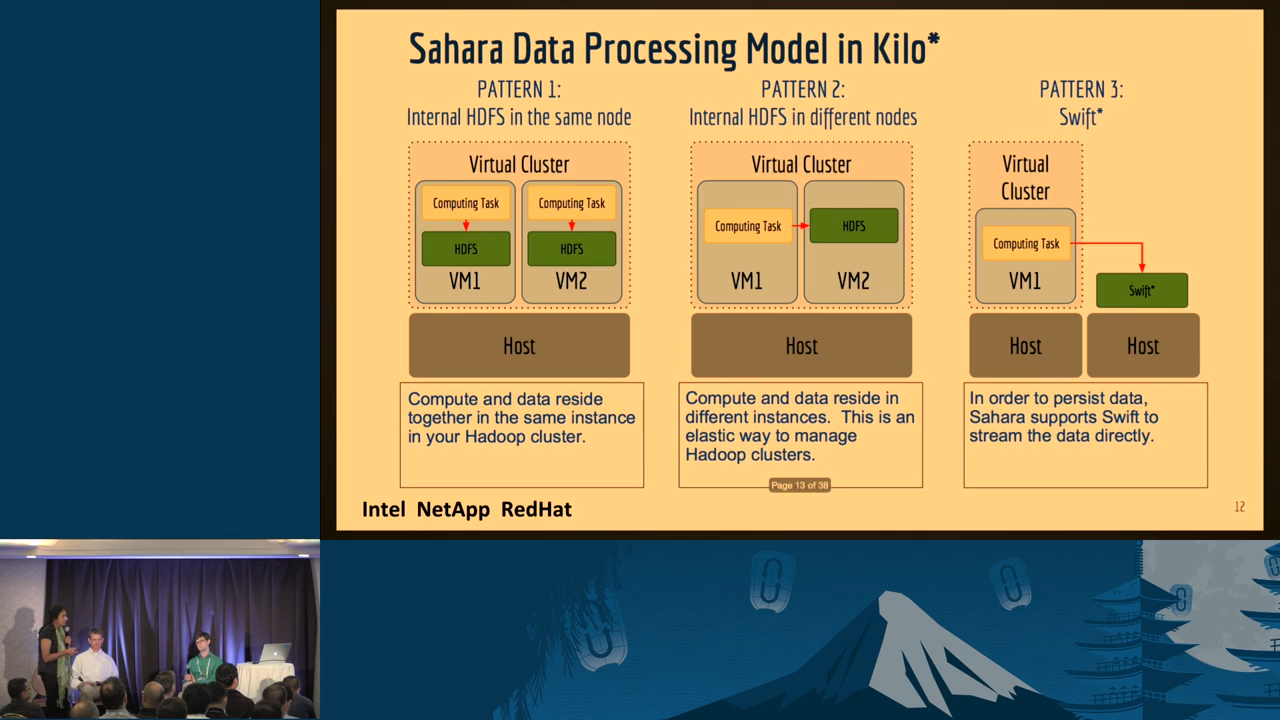 Sahara Data Processing Model in Kilo*
PATTERN 1:
Internal HDFS in the same node
Virtual Cluster
Computing Task
Computing Task
HDFS
HDFS
VM1
VM2
Host
Compute and data reside
together in the same instance
in your Hadoop cluster.
PATTERN 2:
Internal HDFS in different nodes
Virtual Cluster
Computing Task
HDFS
VM1
VM2
Host
Compute and data reside in
different instances. This is an
elastic way to manage
Hadoop clusters.
PATTERN 3:
Swift*
Virtual
Cluster
Computing Task
VM1
Swift*
Host
Host
In order to persist data,
Sahara supports Swift to
stream the data directly.
Page 13 of 38
Intel NetApp RedHat
12